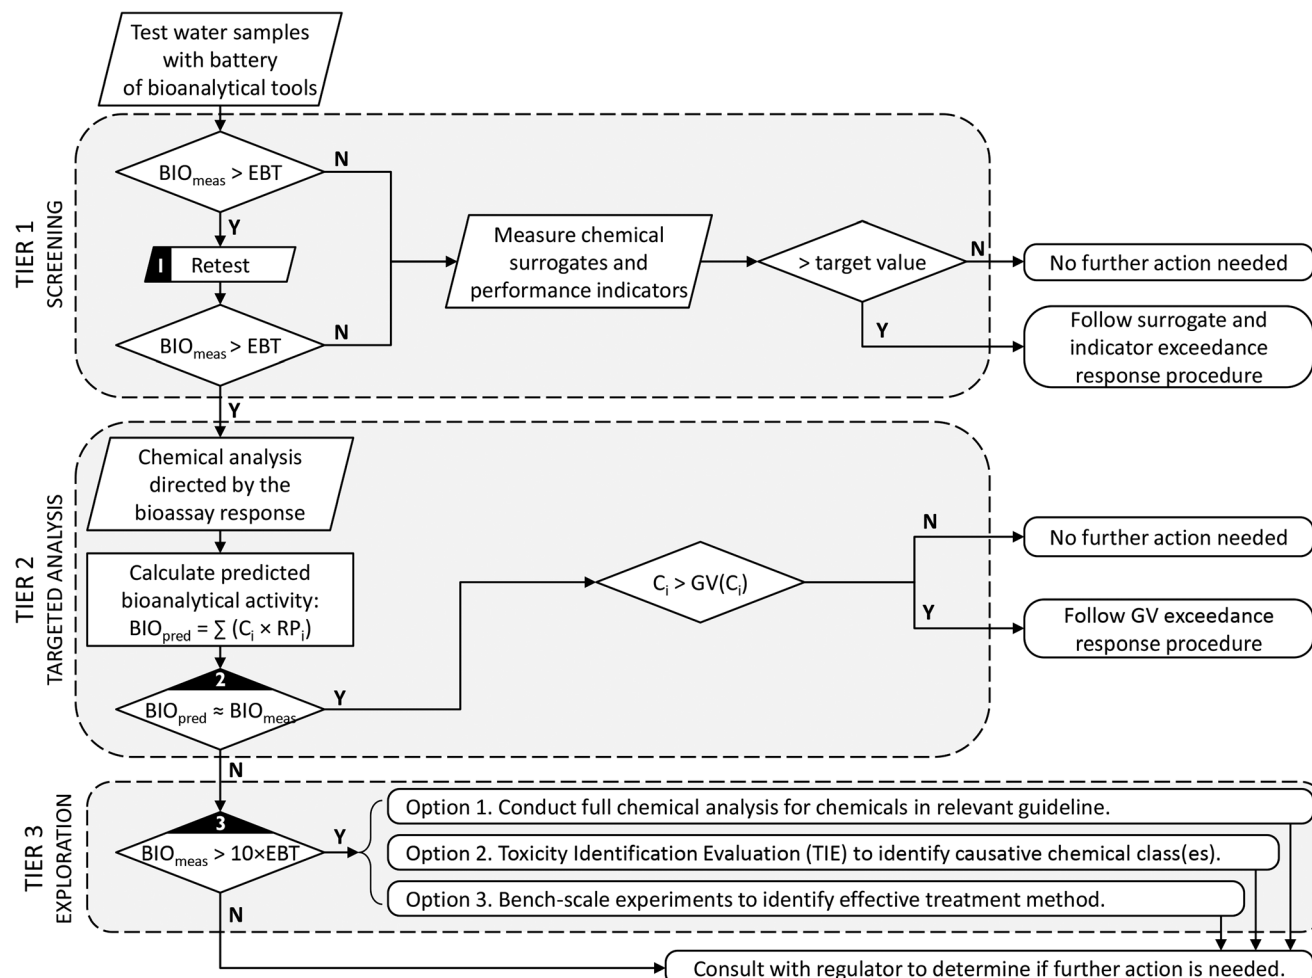 Test water samples
with battery
of bioanalytical tools
TIER 1
SCREENING
BIOmeas > EBT
N
Y
I Retest
BIOmeas > EBT
N
Y
Measure chemical
surrogates and
performance indicators
> target value
N
No further action needed
Y
Follow surrogate and
indicator exceedance
response procedure
TIER 2
TARGETED ANALYSIS
Chemical analysis
directed by the
bioassay response
Calculate predicted
bioanalytical activity:
BIOpred = ∑ (Ci × RPi)
2
BIOpred ≈ BIOmeas
Y
N
Ci > GV(Ci)
N
No further action needed
Y
Follow GV exceedance
response procedure
TIER 3
EXPLORATION
3
BIOmeas > 10×EBT
Y
N
Option 1. Conduct full chemical analysis for chemicals in relevant guideline.
Option 2. Toxicity Identification Evaluation (TIE) to identify causative chemical class(es).
Option 3. Bench-scale experiments to identify effective treatment method.
Consult with regulator to determine if further action is needed.